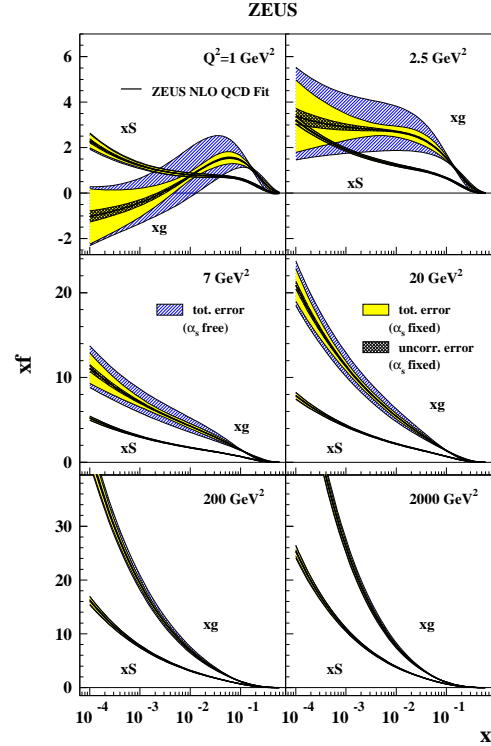 ZEUS
Q²=1 GeV²
2.5 GeV²
ZEUS NLO QCD Fit
xS
xg
xg
xS
6
4
2
0
-2
7 GeV²
20 GeV²
tot. error
(αₛ free)
tot. error
(αₛ fixed)
uncorr. error
(αₛ fixed)
xg
xS
xg
xS
20
10
0
xf
200 GeV²
2000 GeV²
xg
xS
xg
xS
30
20
10
0
10⁻⁴ 10⁻³ 10⁻² 10⁻¹ 10⁻⁴ 10⁻³ 10⁻² 10⁻¹
x